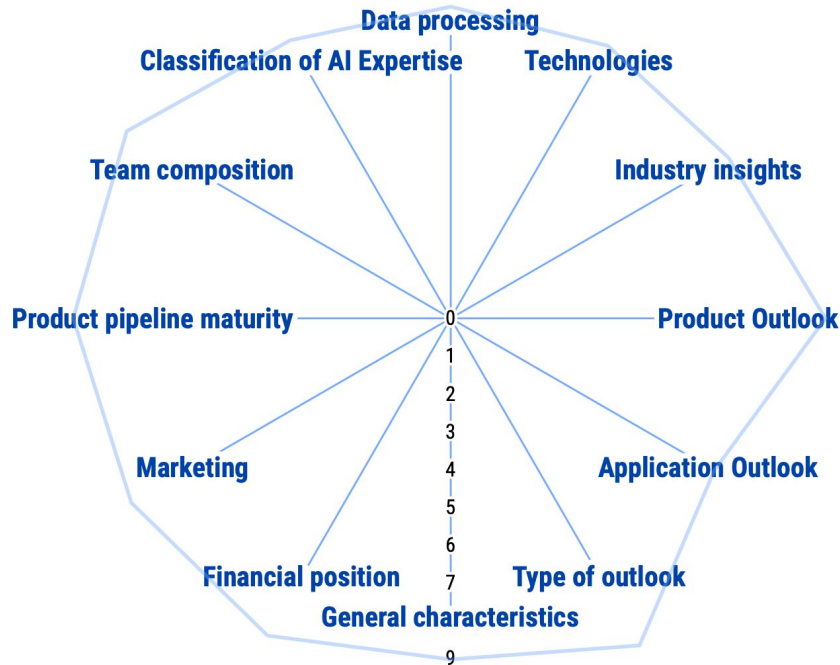 Data processing
Classification of AI Expertise
Technologies
Team composition
Industry insights
Product pipeline maturity
0
Product Outlook
1
2
3
Marketing
4
Application Outlook
5
6
Financial position
7
Type of outlook
General characteristics
9